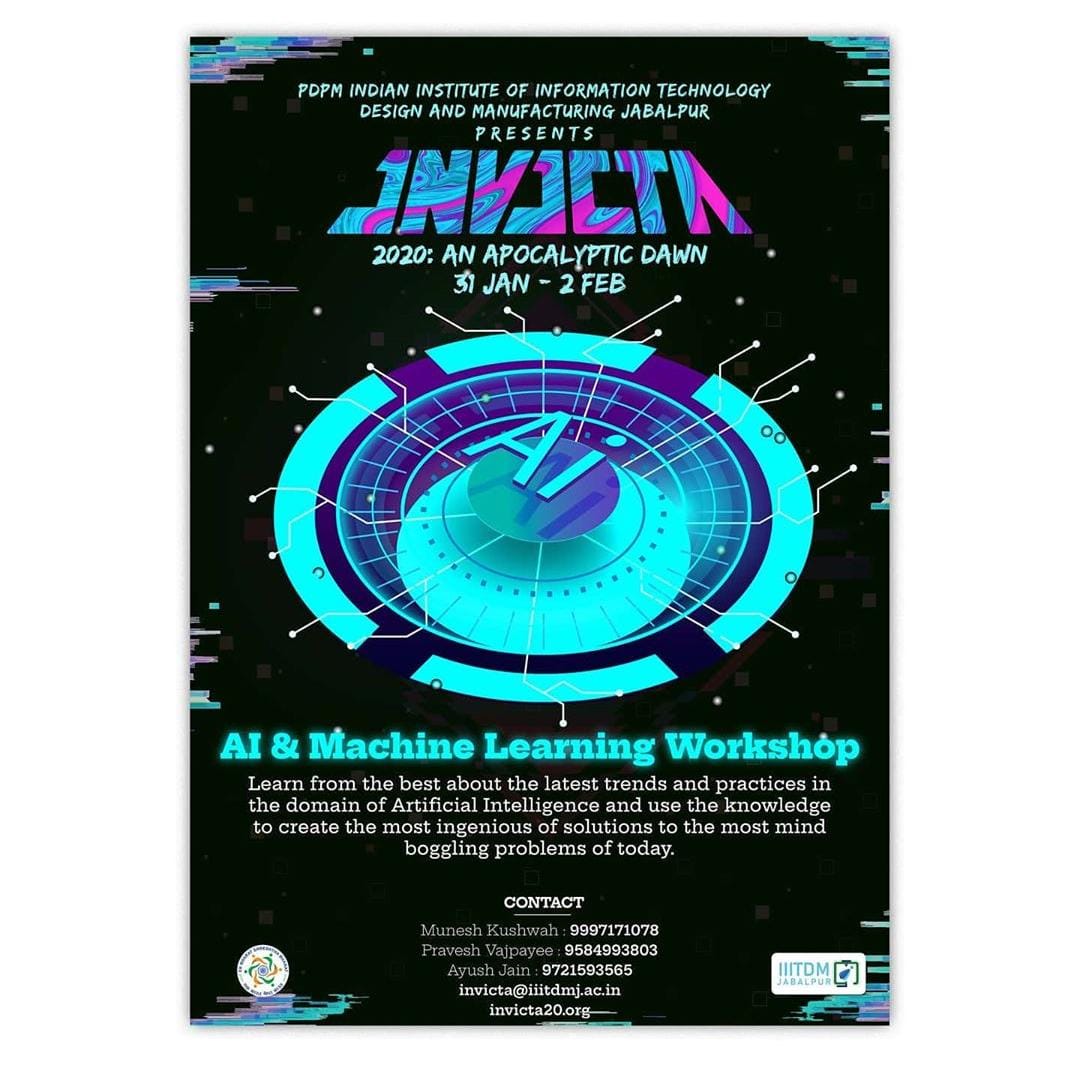 PDPM INDIAN INSTITUTE OF INFORMATION TECHNOLOGY
DESIGN AND MANUFACTURING JABALPUR
PRESENTS
INVICTA
2020: AN APOCALYPTIC DAWN
31 JAN - 2 FEB
Ai
AI & Machine Learning Workshop
Learn from the best about the latest trends and practices in
the domain of Artificial Intelligence and use the knowledge
to create the most ingenious of solutions to the most mind
boggling problems of today.
CONTACT
Munesh Kushwah : 9997171078
Pravesh Vajpayee : 9584993803
Ayush Jain : 9721593565
invicta@iiitdmj.ac.in
invicta20.org
IIITDM
JABALPUR